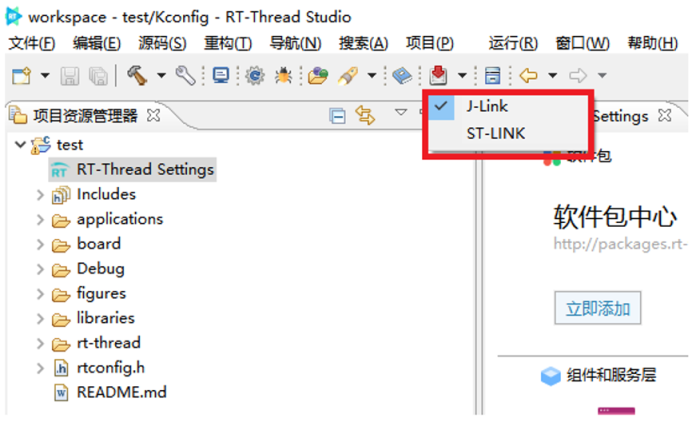 workspace - test/Kconfig - RT-Thread Studio
文件(F) 编辑(E) 源码(S) 重构(T) 导航(N) 搜索(A) 项目(P) 运行(R) 窗口(W) 帮助(H)
项目资源管理器
J-Link
ST-LINK
Settings
test
RT-Thread Settings
Includes
applications
board
Debug
figures
libraries
rt-thread
rtconfig.h
README.md
软件包
软件包中心
http://packages.rt-
立即添加
组件和服务层